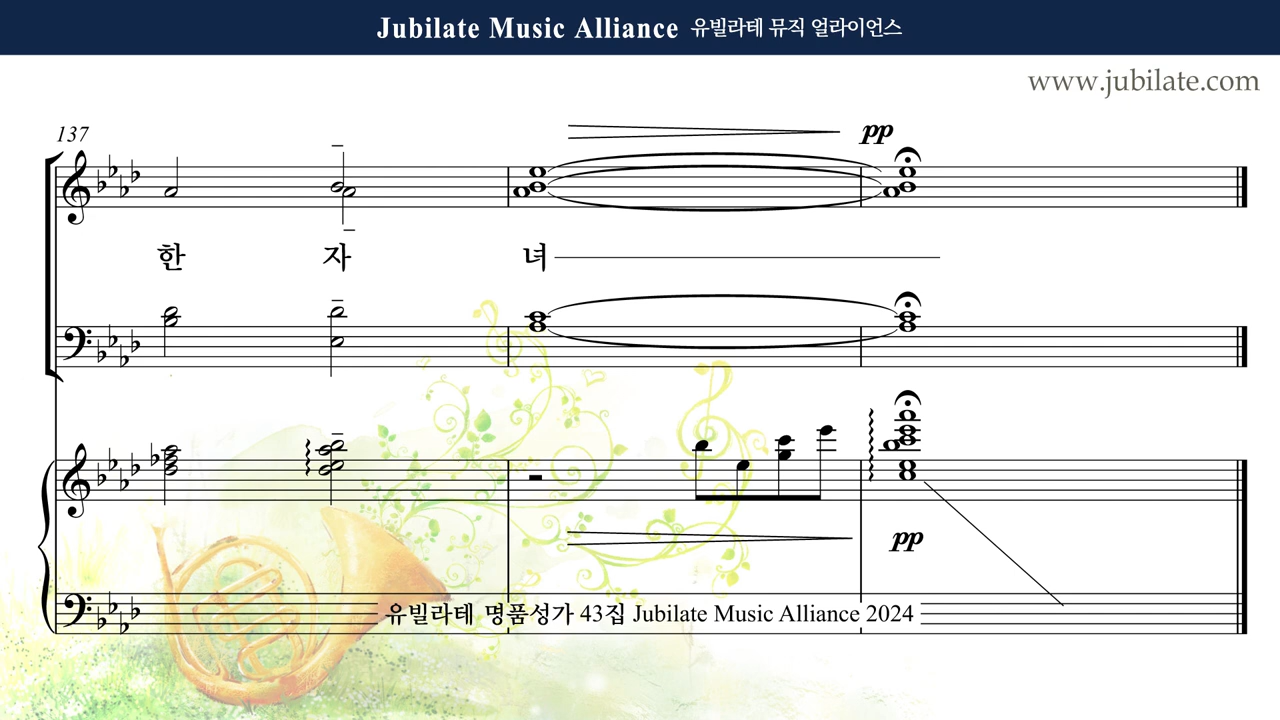 Jubilate Music Alliance 유빌라테 뮤직 얼라이언스
www.jubilate.com
137
pp
한 자 녀
pp
유빌라테 명품성가 43집 Jubilate Music Alliance 2024